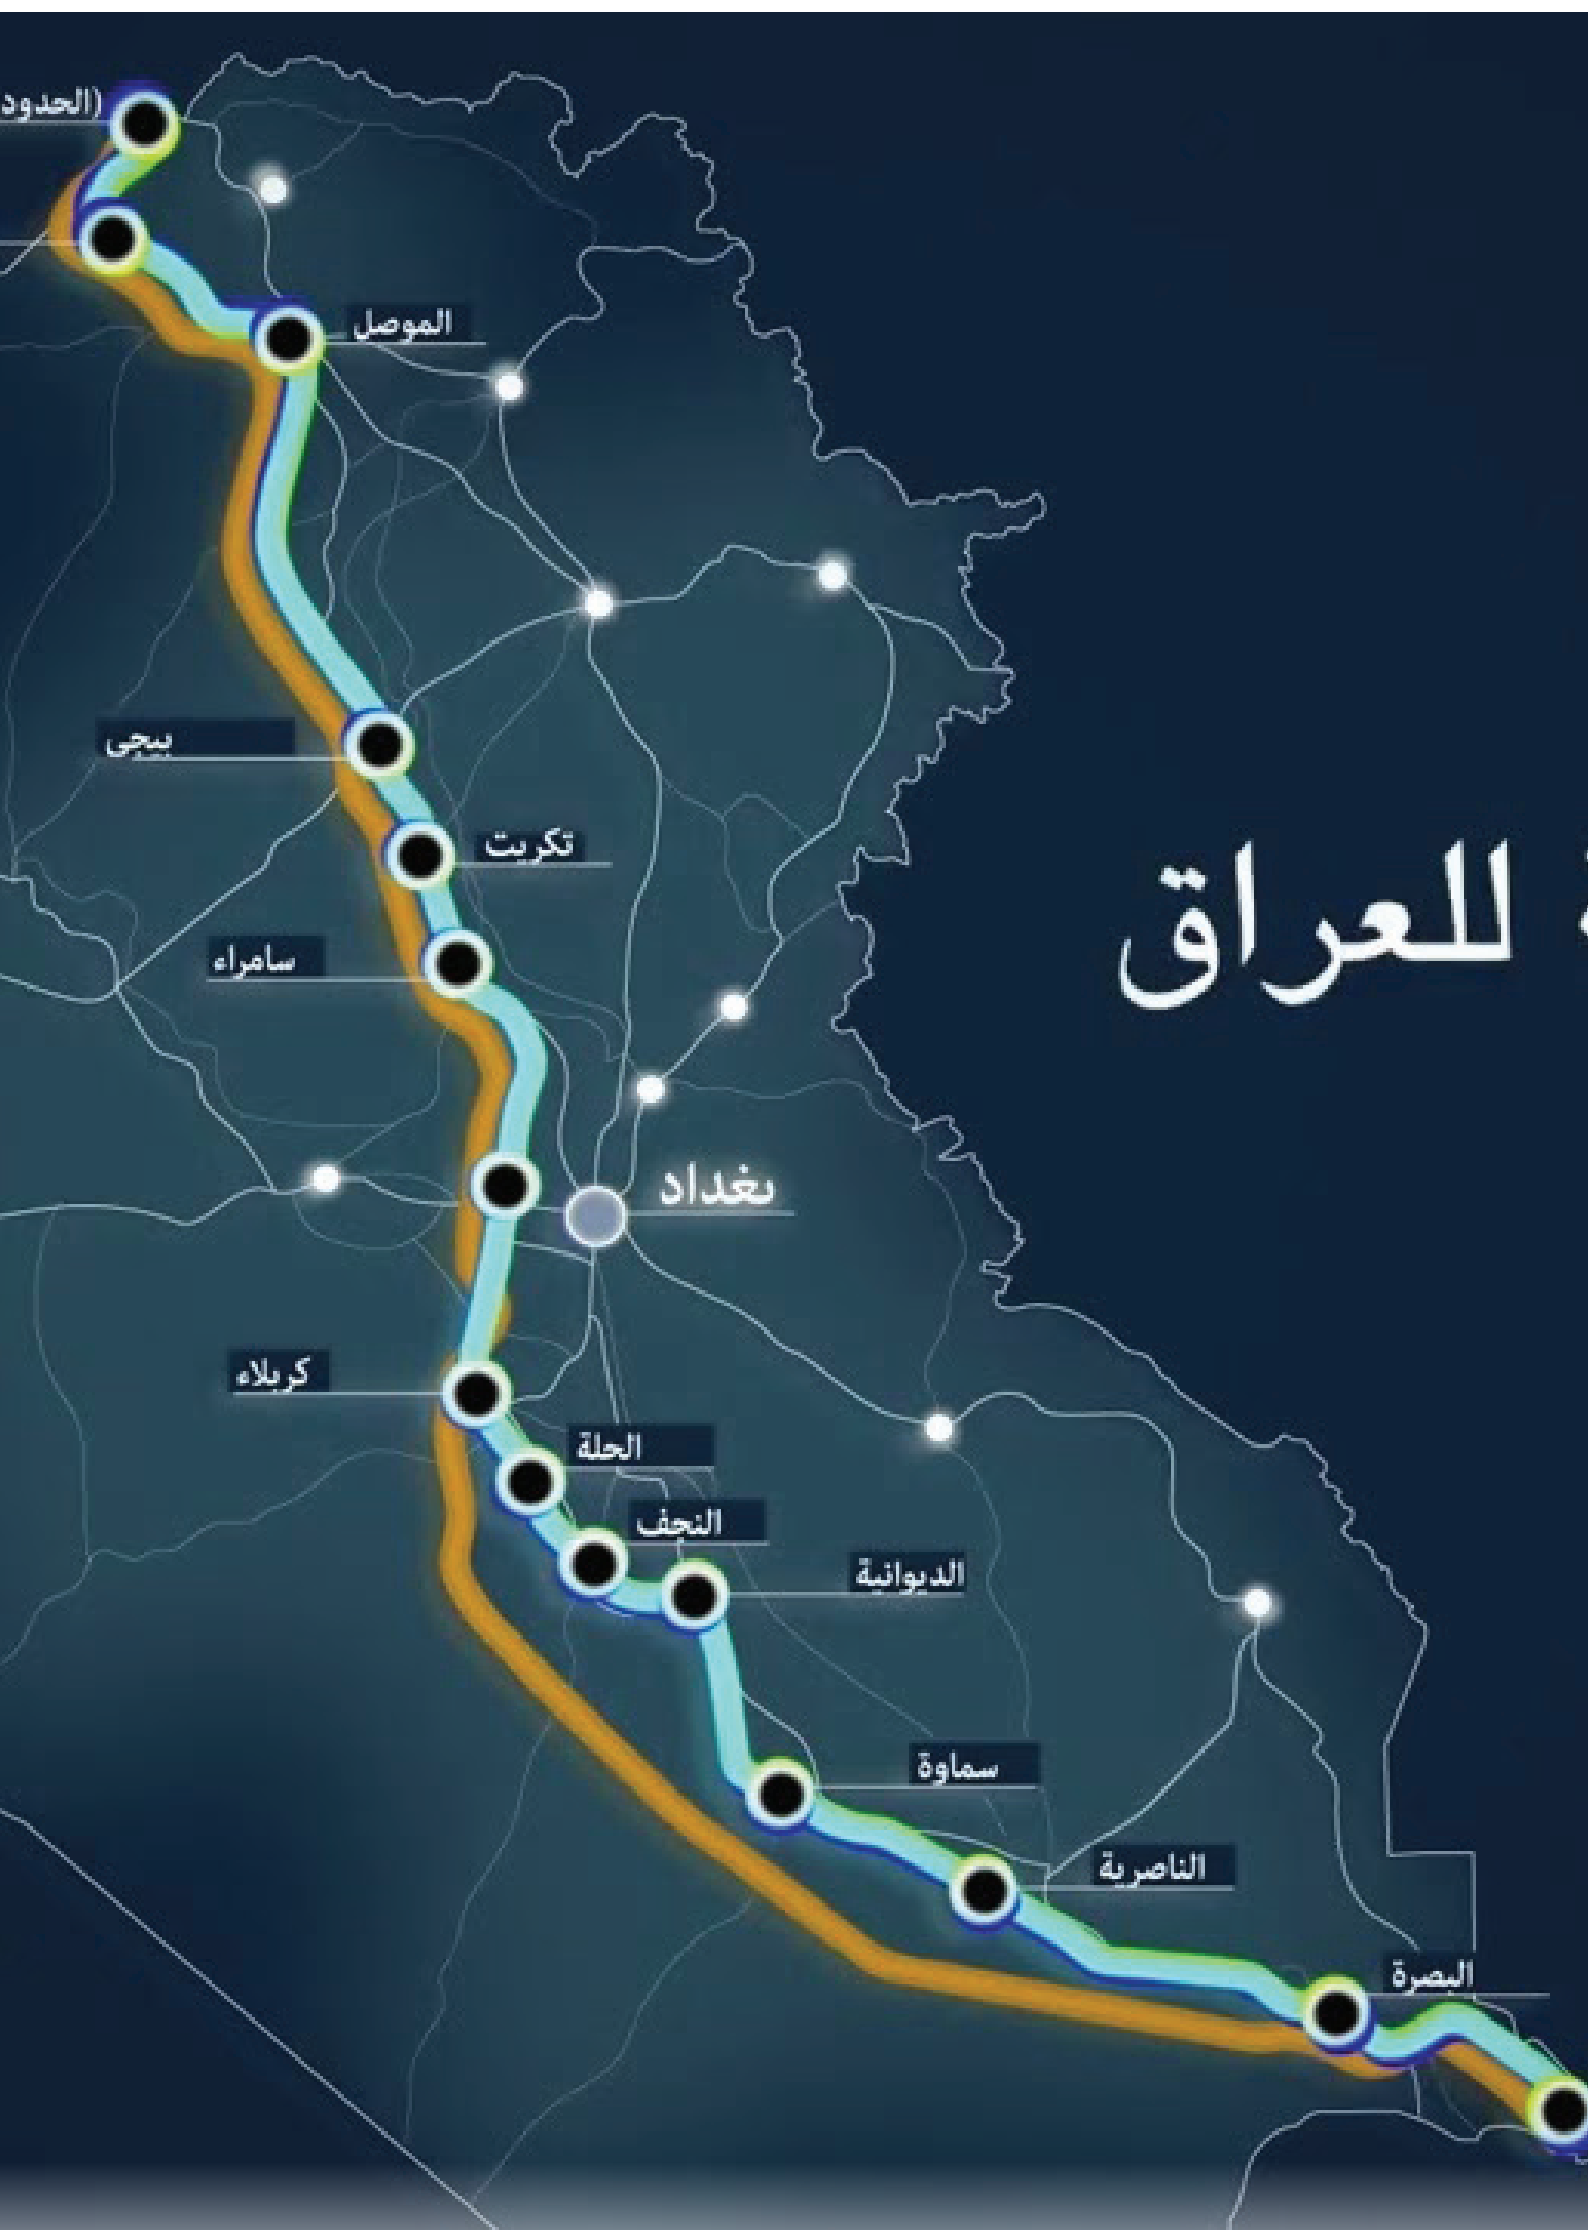 (الحدود
الموصل
بيجي
تكريت
للعراق
سامراء
بغداد
كربلاء
الحلة
النجف
الديوانية
سماوة
الناصرية
البصرة